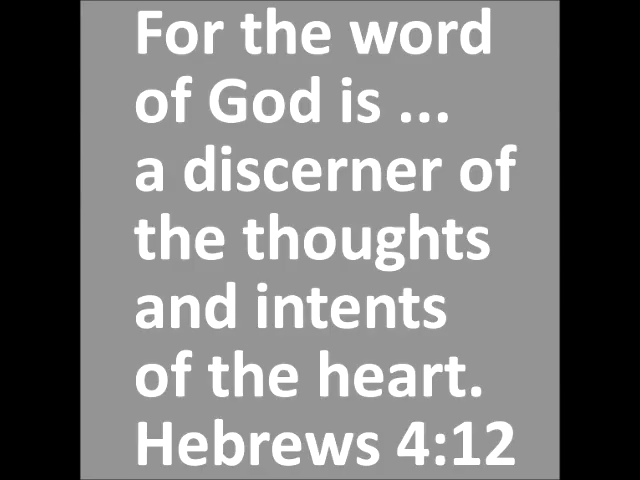 For the word
of God is ...
a discerner of
the thoughts
and intents
of the heart.
Hebrews 4:12